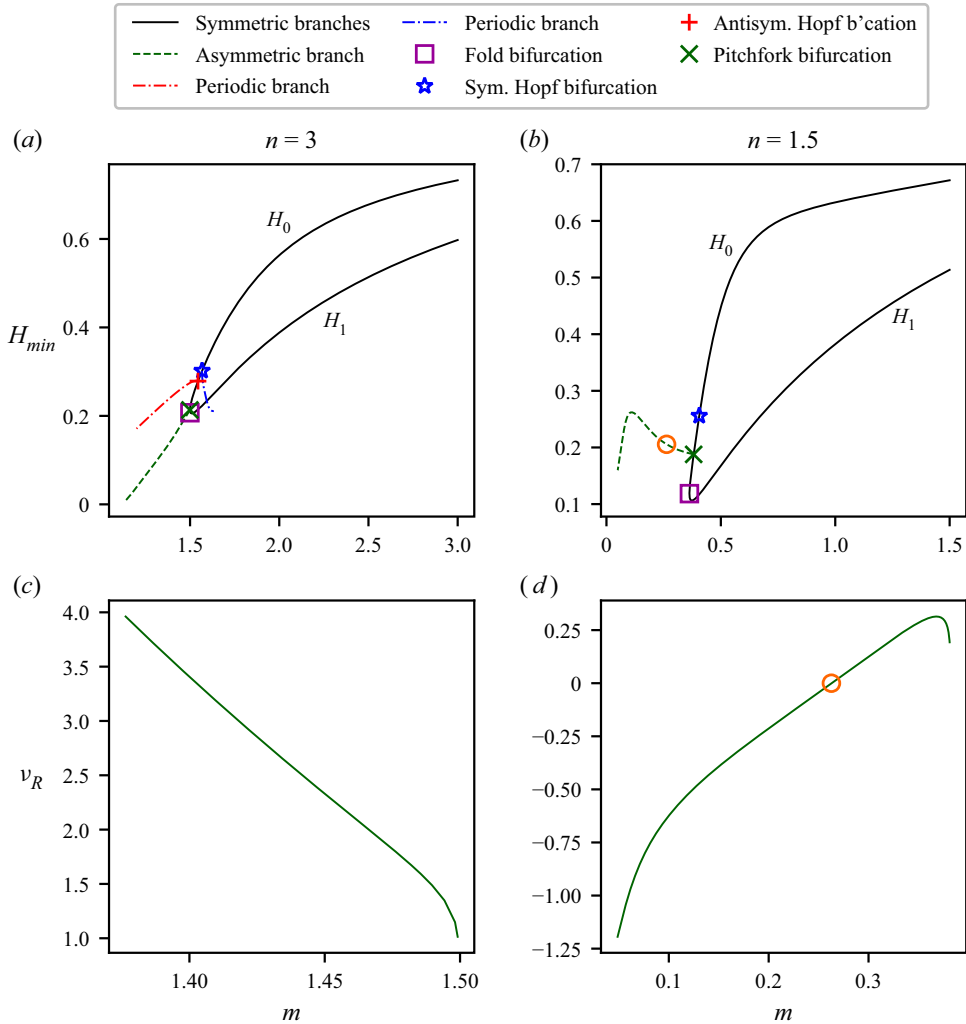 Symmetric branches
Asymmetric branch
Periodic branch
Periodic branch
Fold bifurcation
Sym. Hopf bifurcation
Antisym. Hopf b’cation
Pitchfork bifurcation
(a)
n = 3
H_min
0.6
0.4
0.2
0
H_0
H_1
1.5 2.0 2.5 3.0
(b)
n = 1.5
0.7
0.6
0.5
0.4
0.3
0.2
0.1
H_0
H_1
0 0.5 1.0 1.5
(c)
ν_R
4.0
3.5
3.0
2.5
2.0
1.5
1.0
1.40 1.45 1.50
m
(d)
0.25
0
−0.25
−0.50
−0.75
−1.00
−1.25
0.1 0.2 0.3
m